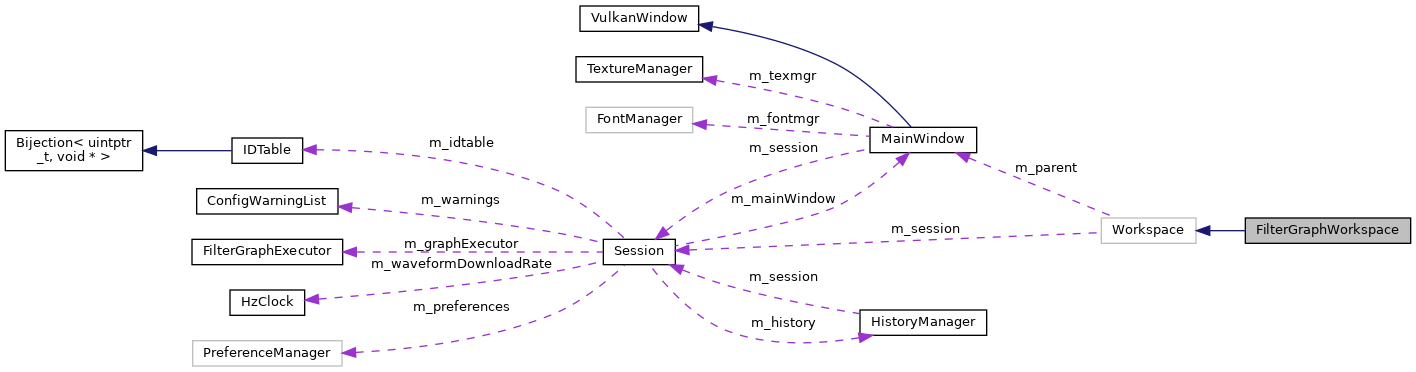 VulkanWindow
TextureManager
m_texmgr
FontManager
m_fontmgr
MainWindow
Bijection< uintptr
_t, void * >
IDTable
m_idtable
m_session
m_parent
ConfigWarningList
m_warnings
m_mainWindow
FilterGraphExecutor
m_graphExecutor
Session
m_session
Workspace
FilterGraphWorkspace
m_waveformDownloadRate
HzClock
m_session
m_preferences
m_history
HistoryManager
PreferenceManager